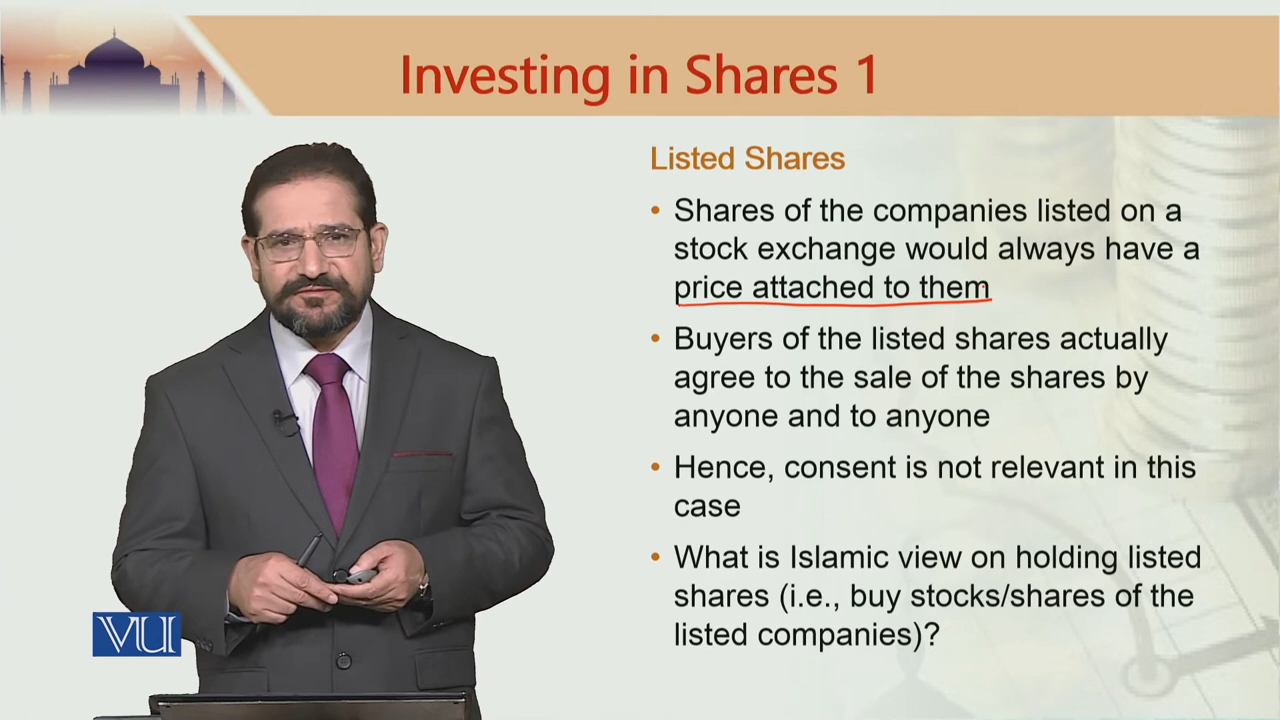 Investing in Shares 1
Listed Shares
• Shares of the companies listed on a
stock exchange would always have a
price attached to them
• Buyers of the listed shares actually
agree to the sale of the shares by
anyone and to anyone
• Hence, consent is not relevant in this
case
• What is Islamic view on holding listed
shares (i.e., buy stocks/shares of the
listed companies)?
VU